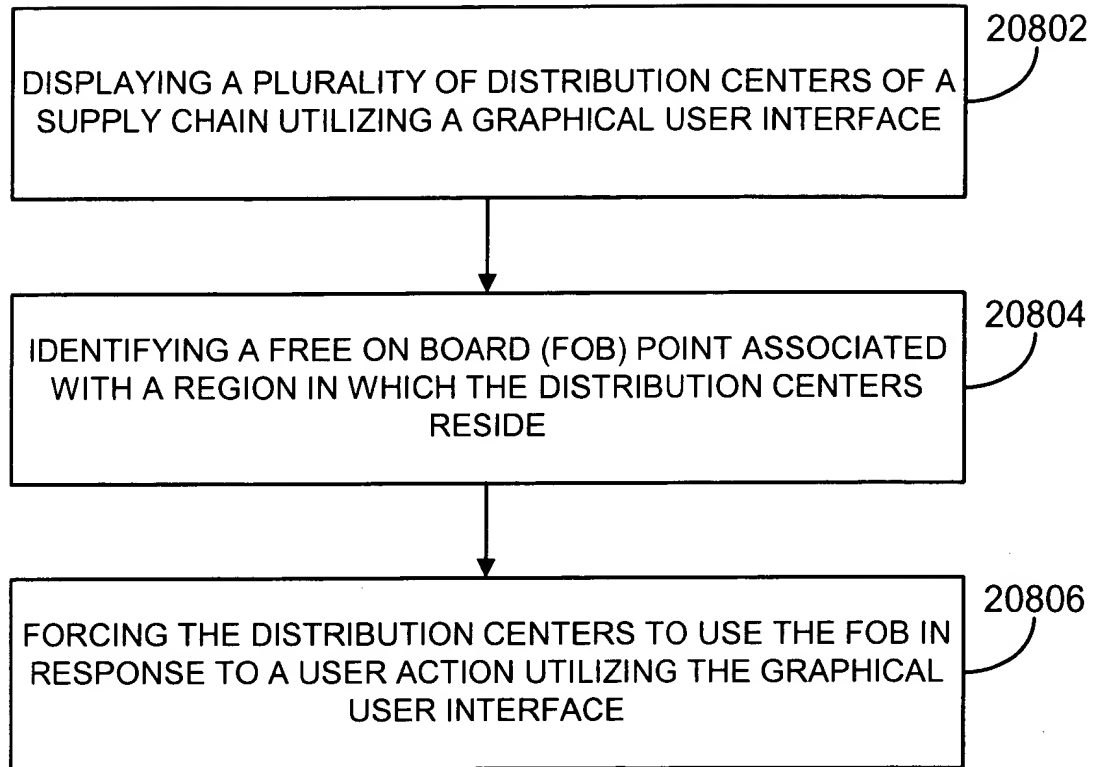 20802
DISPLAYING A PLURALITY OF DISTRIBUTION CENTERS OF A
SUPPLY CHAIN UTILIZING A GRAPHICAL USER INTERFACE
20804
IDENTIFYING A FREE ON BOARD (FOB) POINT ASSOCIATED
WITH A REGION IN WHICH THE DISTRIBUTION CENTERS
RESIDE
20806
FORCING THE DISTRIBUTION CENTERS TO USE THE FOB IN
RESPONSE TO A USER ACTION UTILIZING THE GRAPHICAL
USER INTERFACE